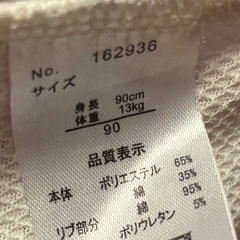 No. 162936
サイズ
身長 90cm
体重 13kg
90
品質表示
本体 ポリエステル 65%
綿 35%
リブ部分 綿 95%
ポリウレタン 5%